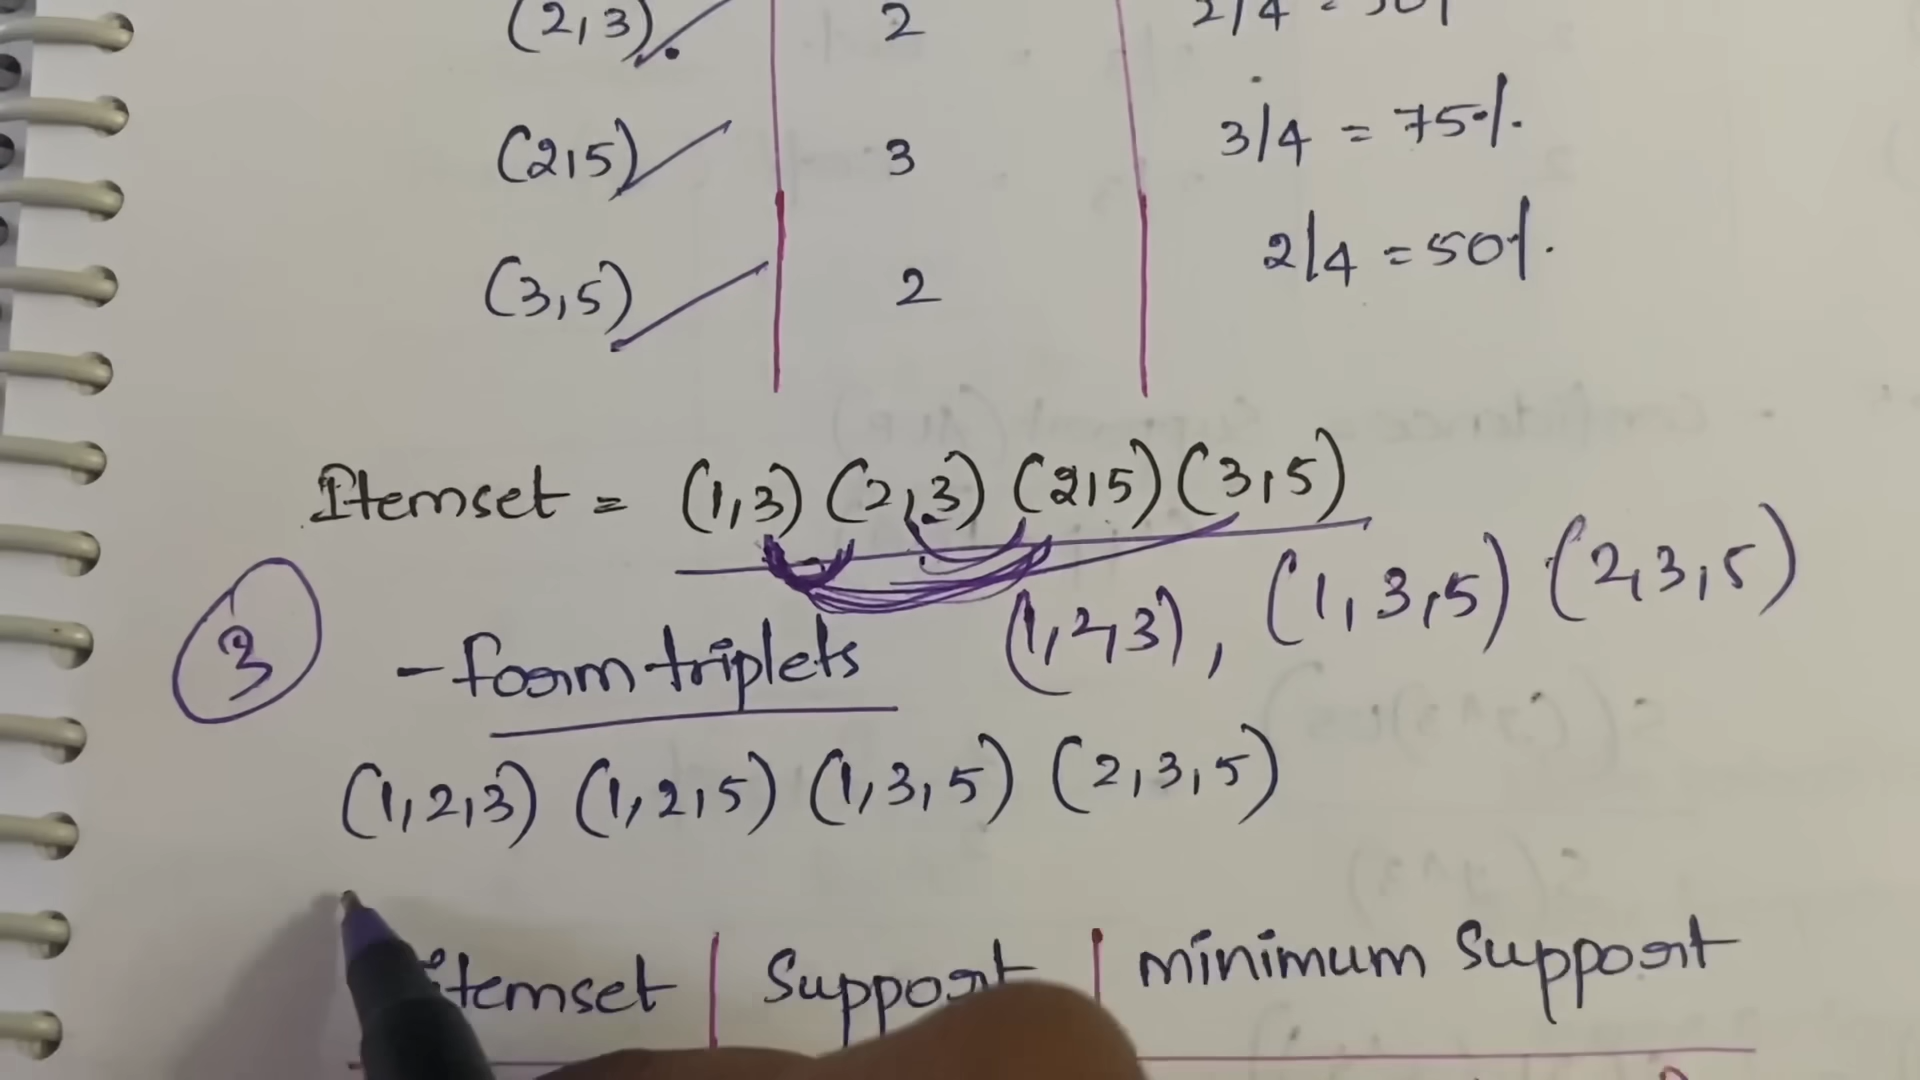 (2,3) 2 2/4 = 50%
(2,5) 3 3/4 = 75%.
(3,5) 2 2/4 = 50%.
Itemset = (1,3) (2,3) (2,5) (3,5)
(1,2,3), (1,3,5) (2,3,5)
3 - form triplets
(1,2,3) (1,2,5) (1,3,5) (2,3,5)
Itemset Support minimum Support